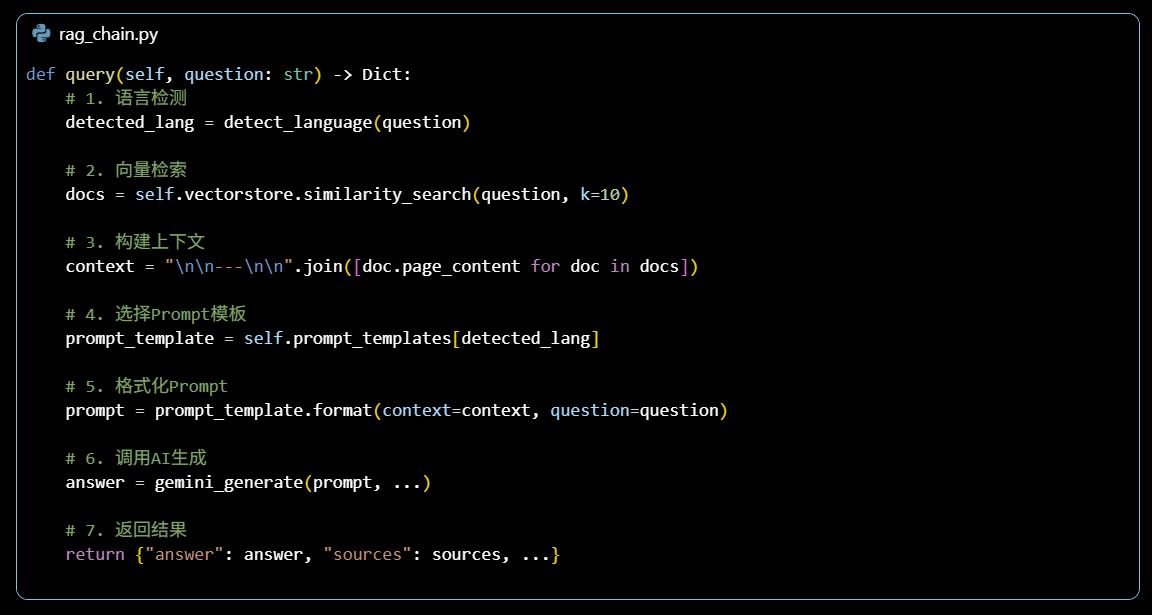 rag_chain.py
def query(self, question: str) -> Dict:
    # 1. 语言检测
    detected_lang = detect_language(question)
    # 2. 向量检索
    docs = self.vectorstore.similarity_search(question, k=10)
    # 3. 构建上下文
    context = "\n\n---\n\n".join([doc.page_content for doc in docs])
    # 4. 选择Prompt模板
    prompt_template = self.prompt_templates[detected_lang]
    # 5. 格式化Prompt
    prompt = prompt_template.format(context=context, question=question)
    # 6. 调用AI生成
    answer = gemini_generate(prompt, ...)
    # 7. 返回结果
    return {"answer": answer, "sources": sources, ...}